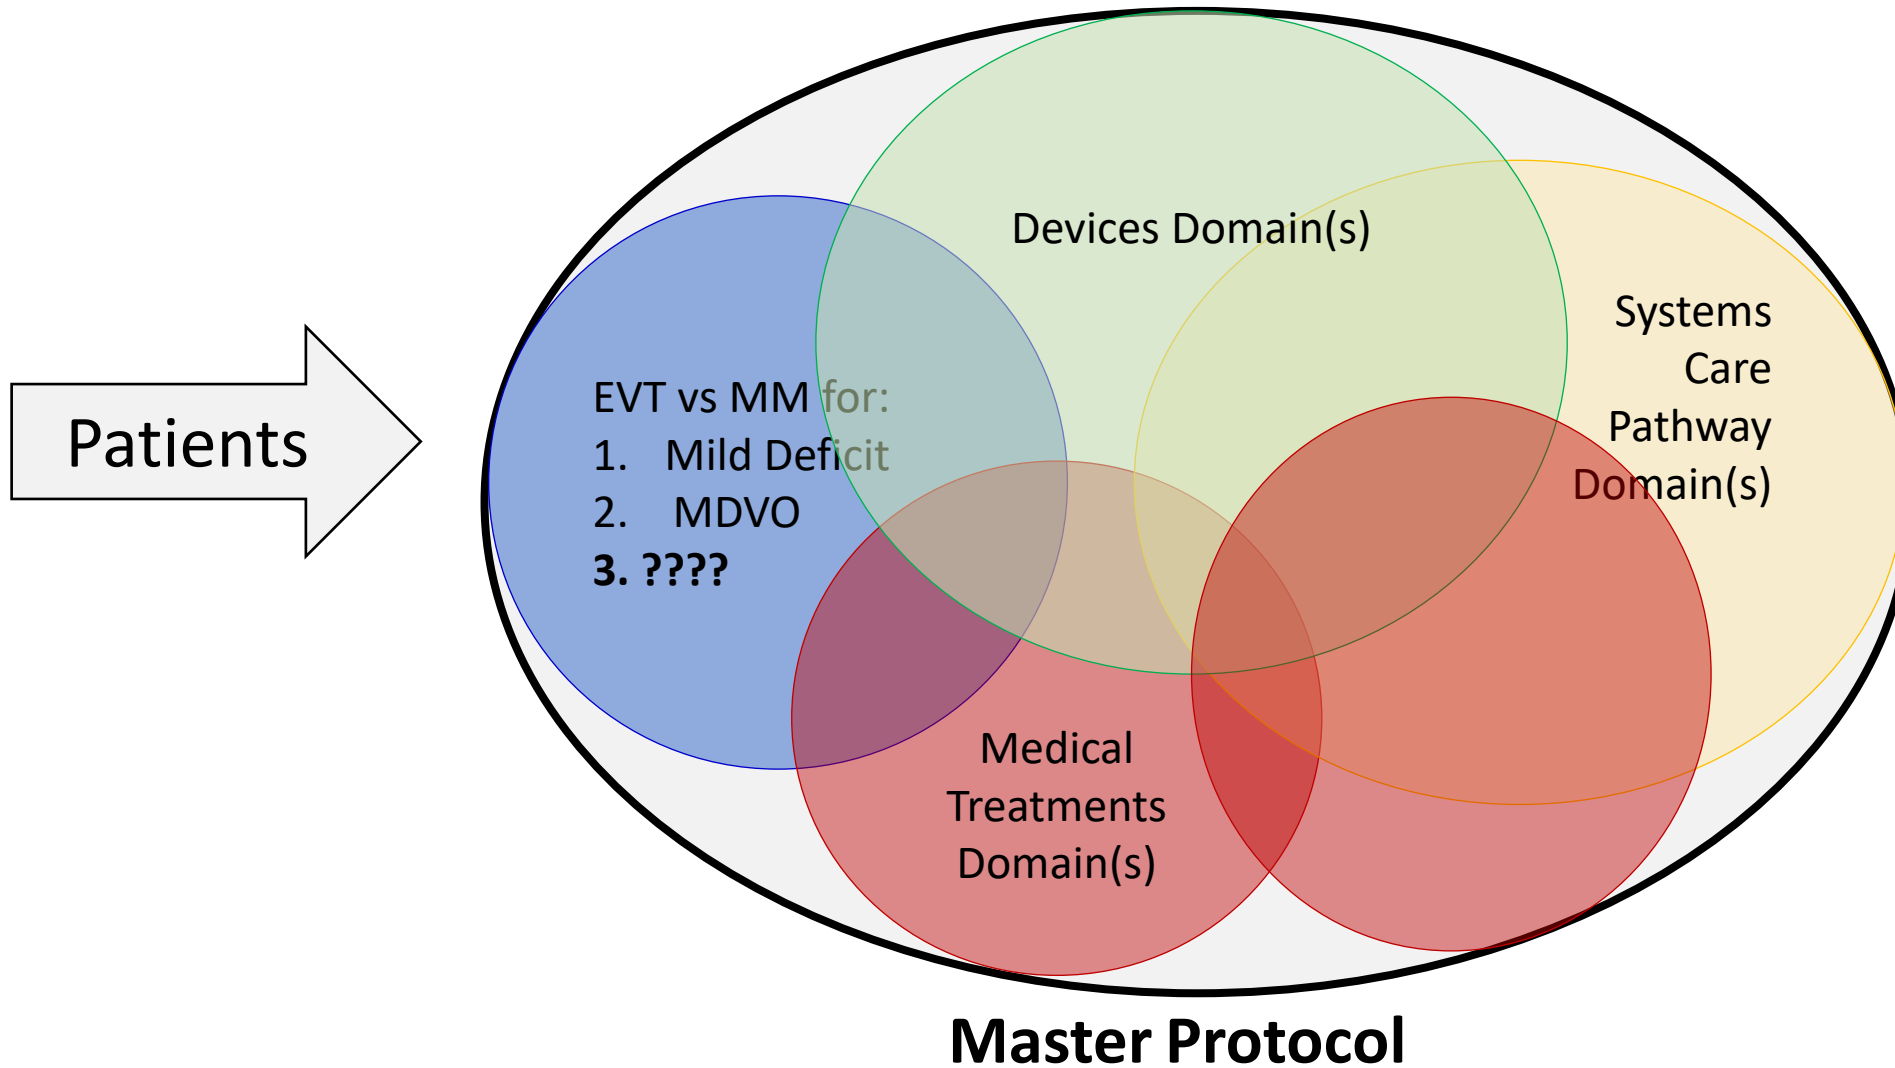 Patients
Devices Domain(s)
Systems
Care
Pathway
Domain(s)
EVT vs MM for:
1. Mild Deficit
2. MDVO
3. ????
Medical
Treatments
Domain(s)
Master Protocol